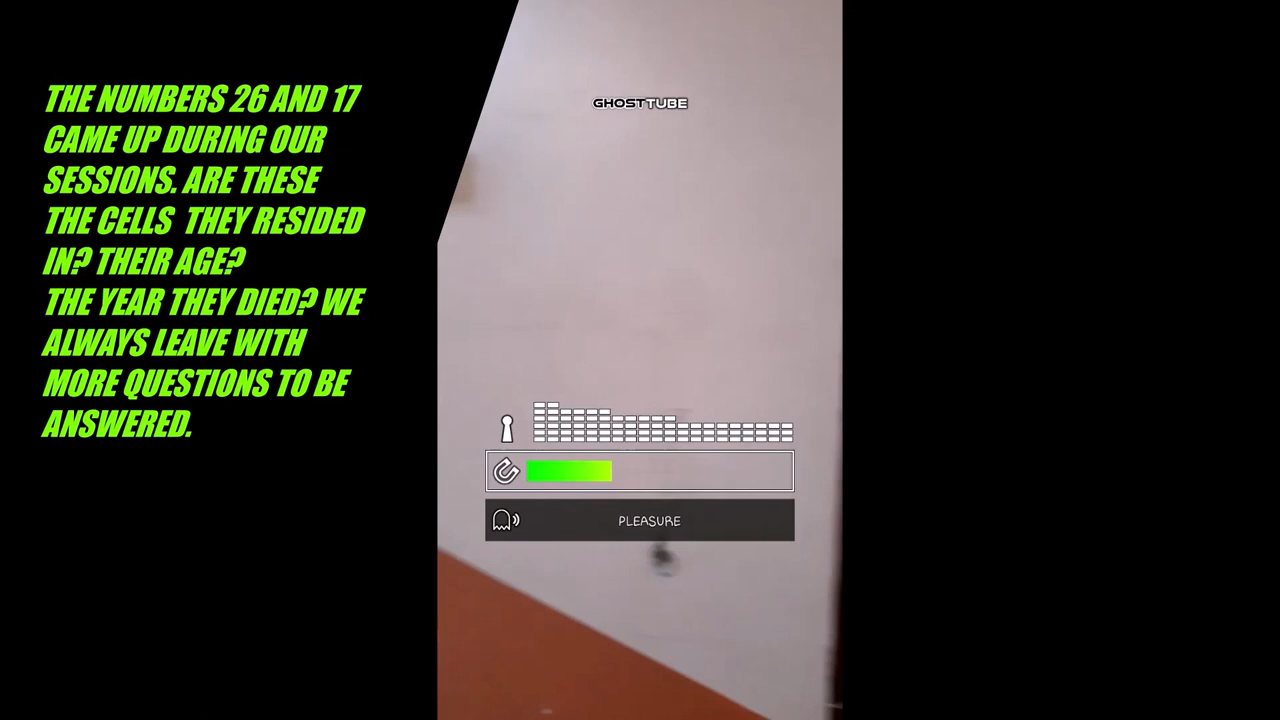 THE NUMBERS 26 AND 17
CAME UP DURING OUR
SESSIONS. ARE THESE
THE CELLS THEY RESIDED
IN? THEIR AGE?
THE YEAR THEY DIED? WE
ALWAYS LEAVE WITH
MORE QUESTIONS TO BE
ANSWERED.
GHOSTTUBE
PLEASURE